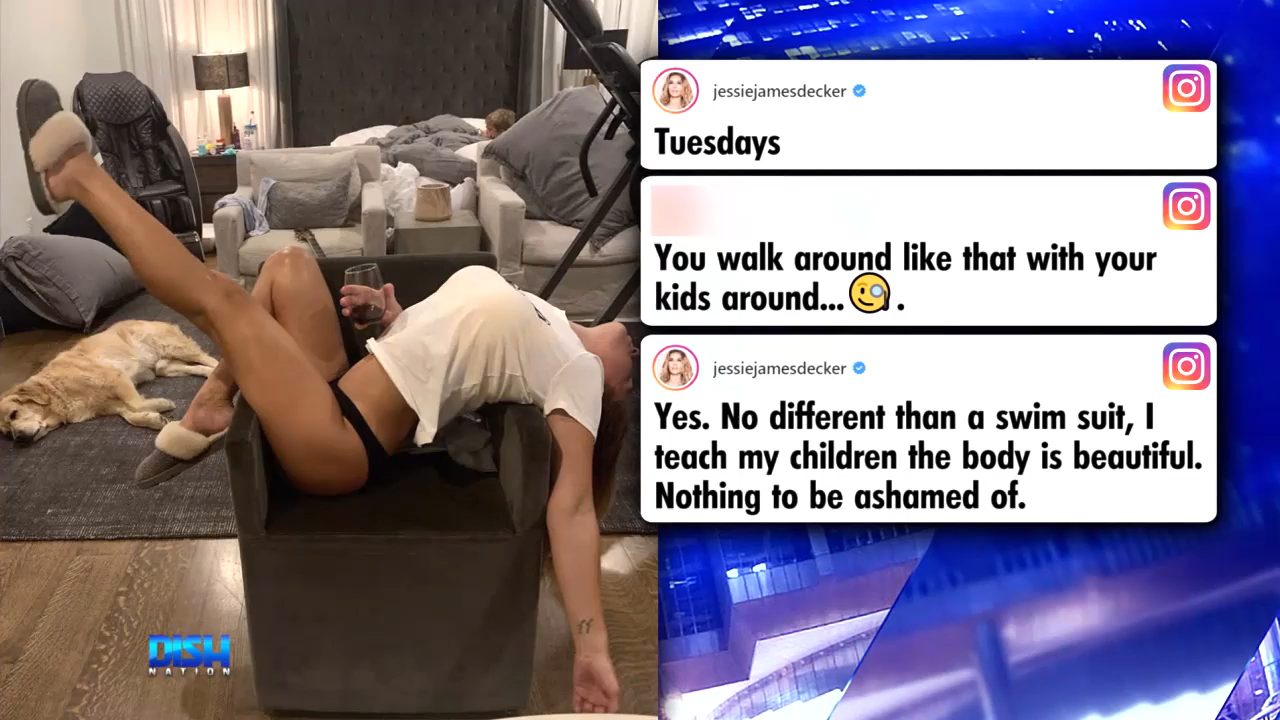 jessiejamesdecker
Tuesdays
You walk around like that with your
kids around... .
jessiejamesdecker
Yes. No different than a swim suit, I
teach my children the body is beautiful.
Nothing to be ashamed of.
DISH
NATION